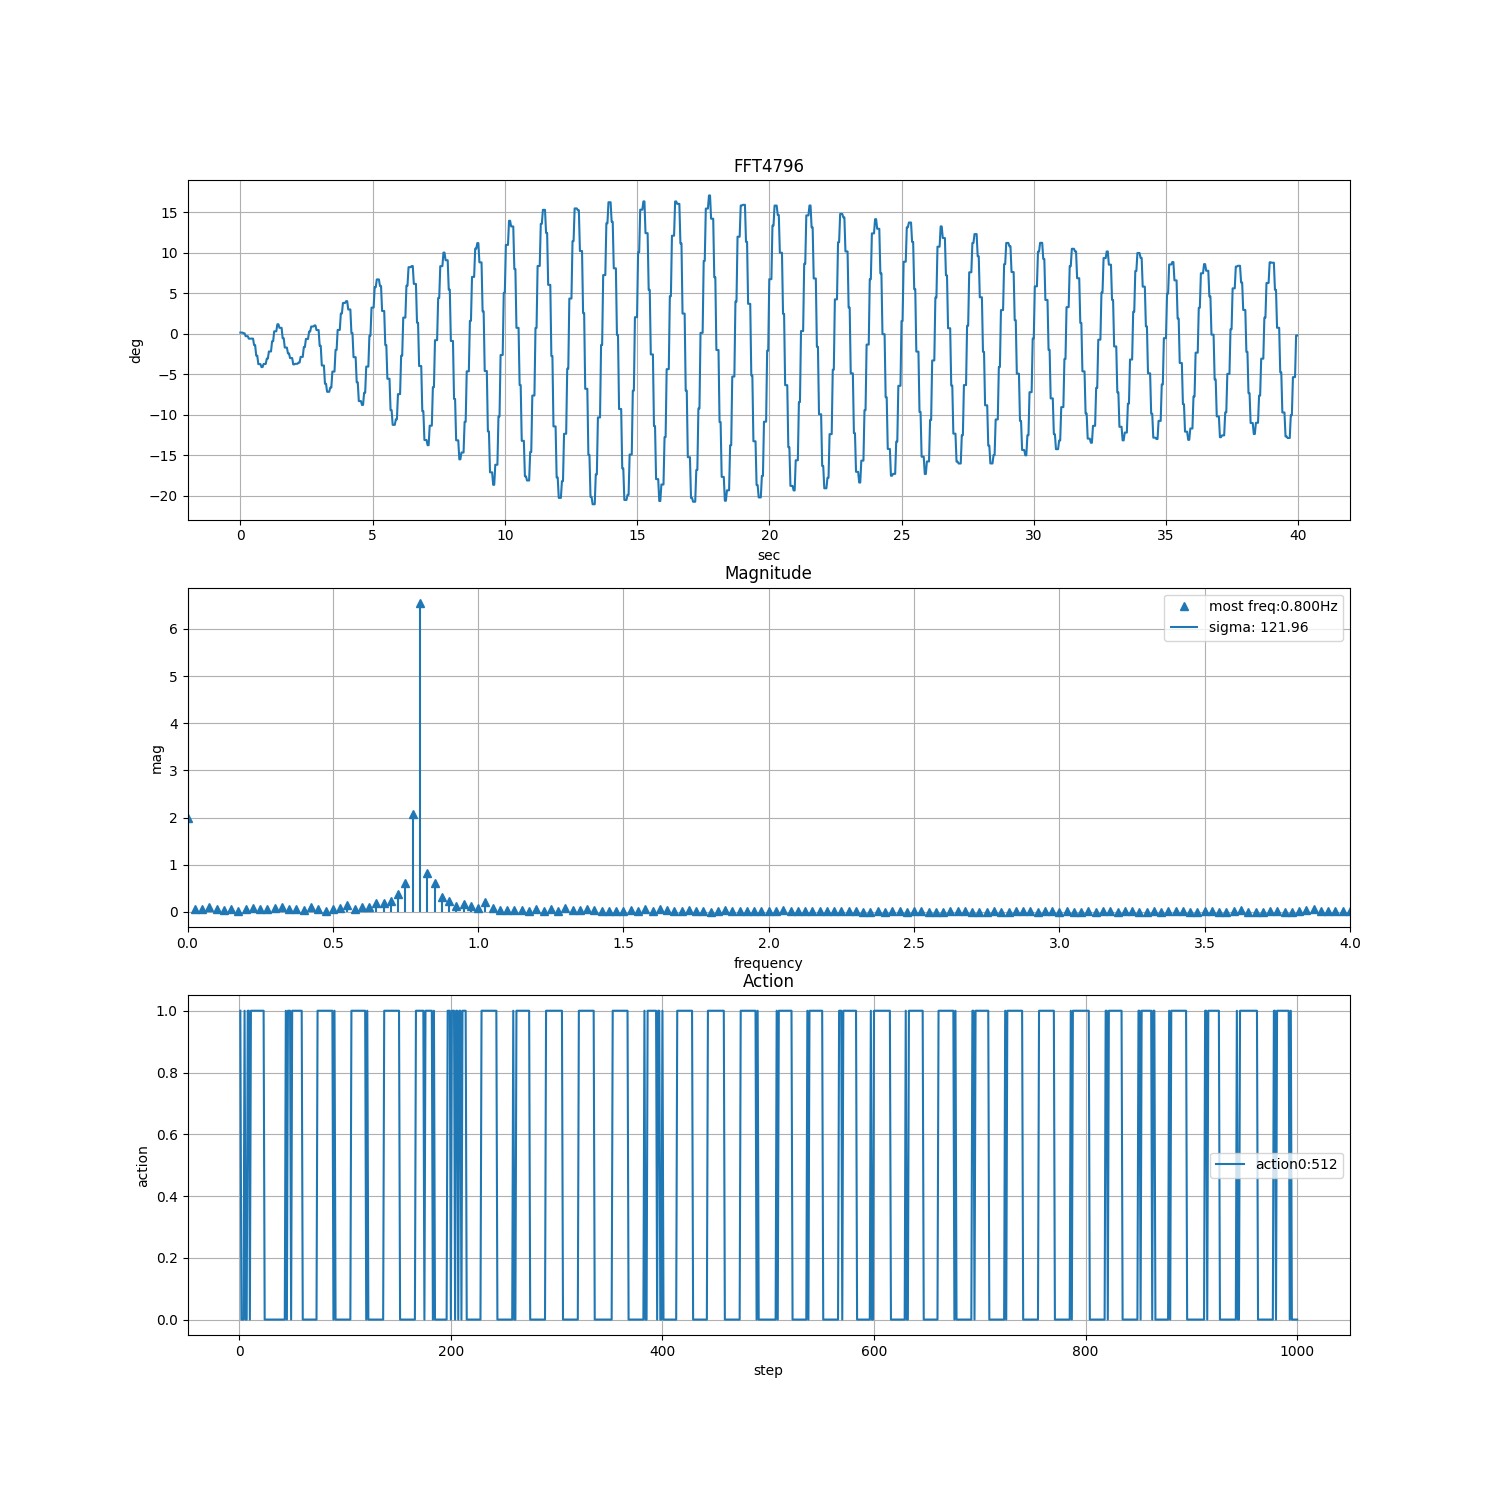 FFT4796
15
10
5
0
−5
−10
−15
−20
deg
0 5 10 15 20 25 30 35 40
sec
Magnitude
6
5
4
3
2
1
0
mag
most freq:0.800Hz
sigma: 121.96
0.0 0.5 1.0 1.5 2.0 2.5 3.0 3.5 4.0
frequency
Action
1.0
0.8
0.6
0.4
0.2
0.0
action
action0:512
0 200 400 600 800 1000
step